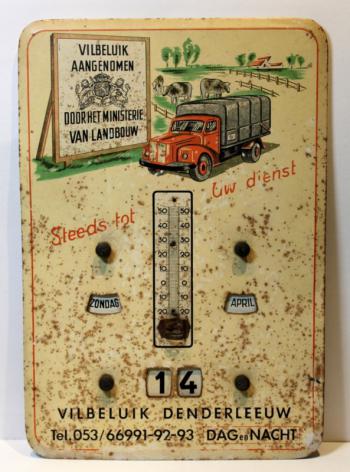 VILBELUIK
AANGENOMEN
DOOR HET MINISTERIE
VAN LANDBOUW
Steeds tot Uw dienst
ZONDAG
APRIL
14
VILBELUIK DENDERLEEUW
Tel. 053/66991-92-93 DAG en NACHT